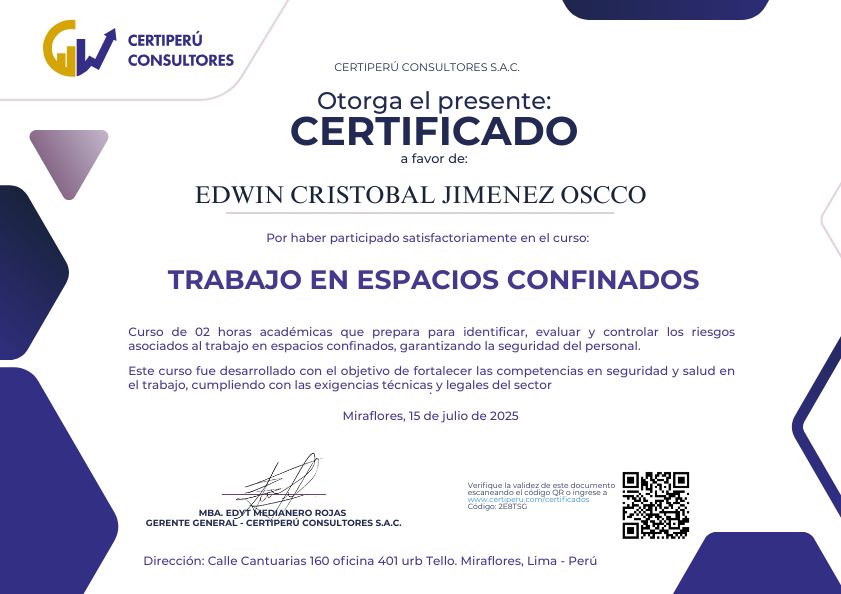 CERTIPERÚ
CONSULTORES
CERTIPERÚ CONSULTORES S.A.C.
Otorga el presente:
CERTIFICADO
a favor de:
EDWIN CRISTOBAL JIMENEZ OSCCO
Por haber participado satisfactoriamente en el curso:
TRABAJO EN ESPACIOS CONFINADOS
Curso de 02 horas académicas que prepara para identificar, evaluar y controlar los riesgos
asociados al trabajo en espacios confinados, garantizando la seguridad del personal.
Este curso fue desarrollado con el objetivo de fortalecer las competencias en seguridad y salud en
el trabajo, cumpliendo con las exigencias técnicas y legales del sector
.
Miraflores, 15 de julio de 2025
MBA. EDYT MEDIANERO ROJAS
GERENTE GENERAL - CERTIPERÚ CONSULTORES S.A.C.
Verifique la validez de este documento
escaneando el código QR o ingrese a
www.certiperu.com/certificados
Código: 2E8TSG
Dirección: Calle Cantuarias 160 oficina 401 urb Tello. Miraflores, Lima - Perú